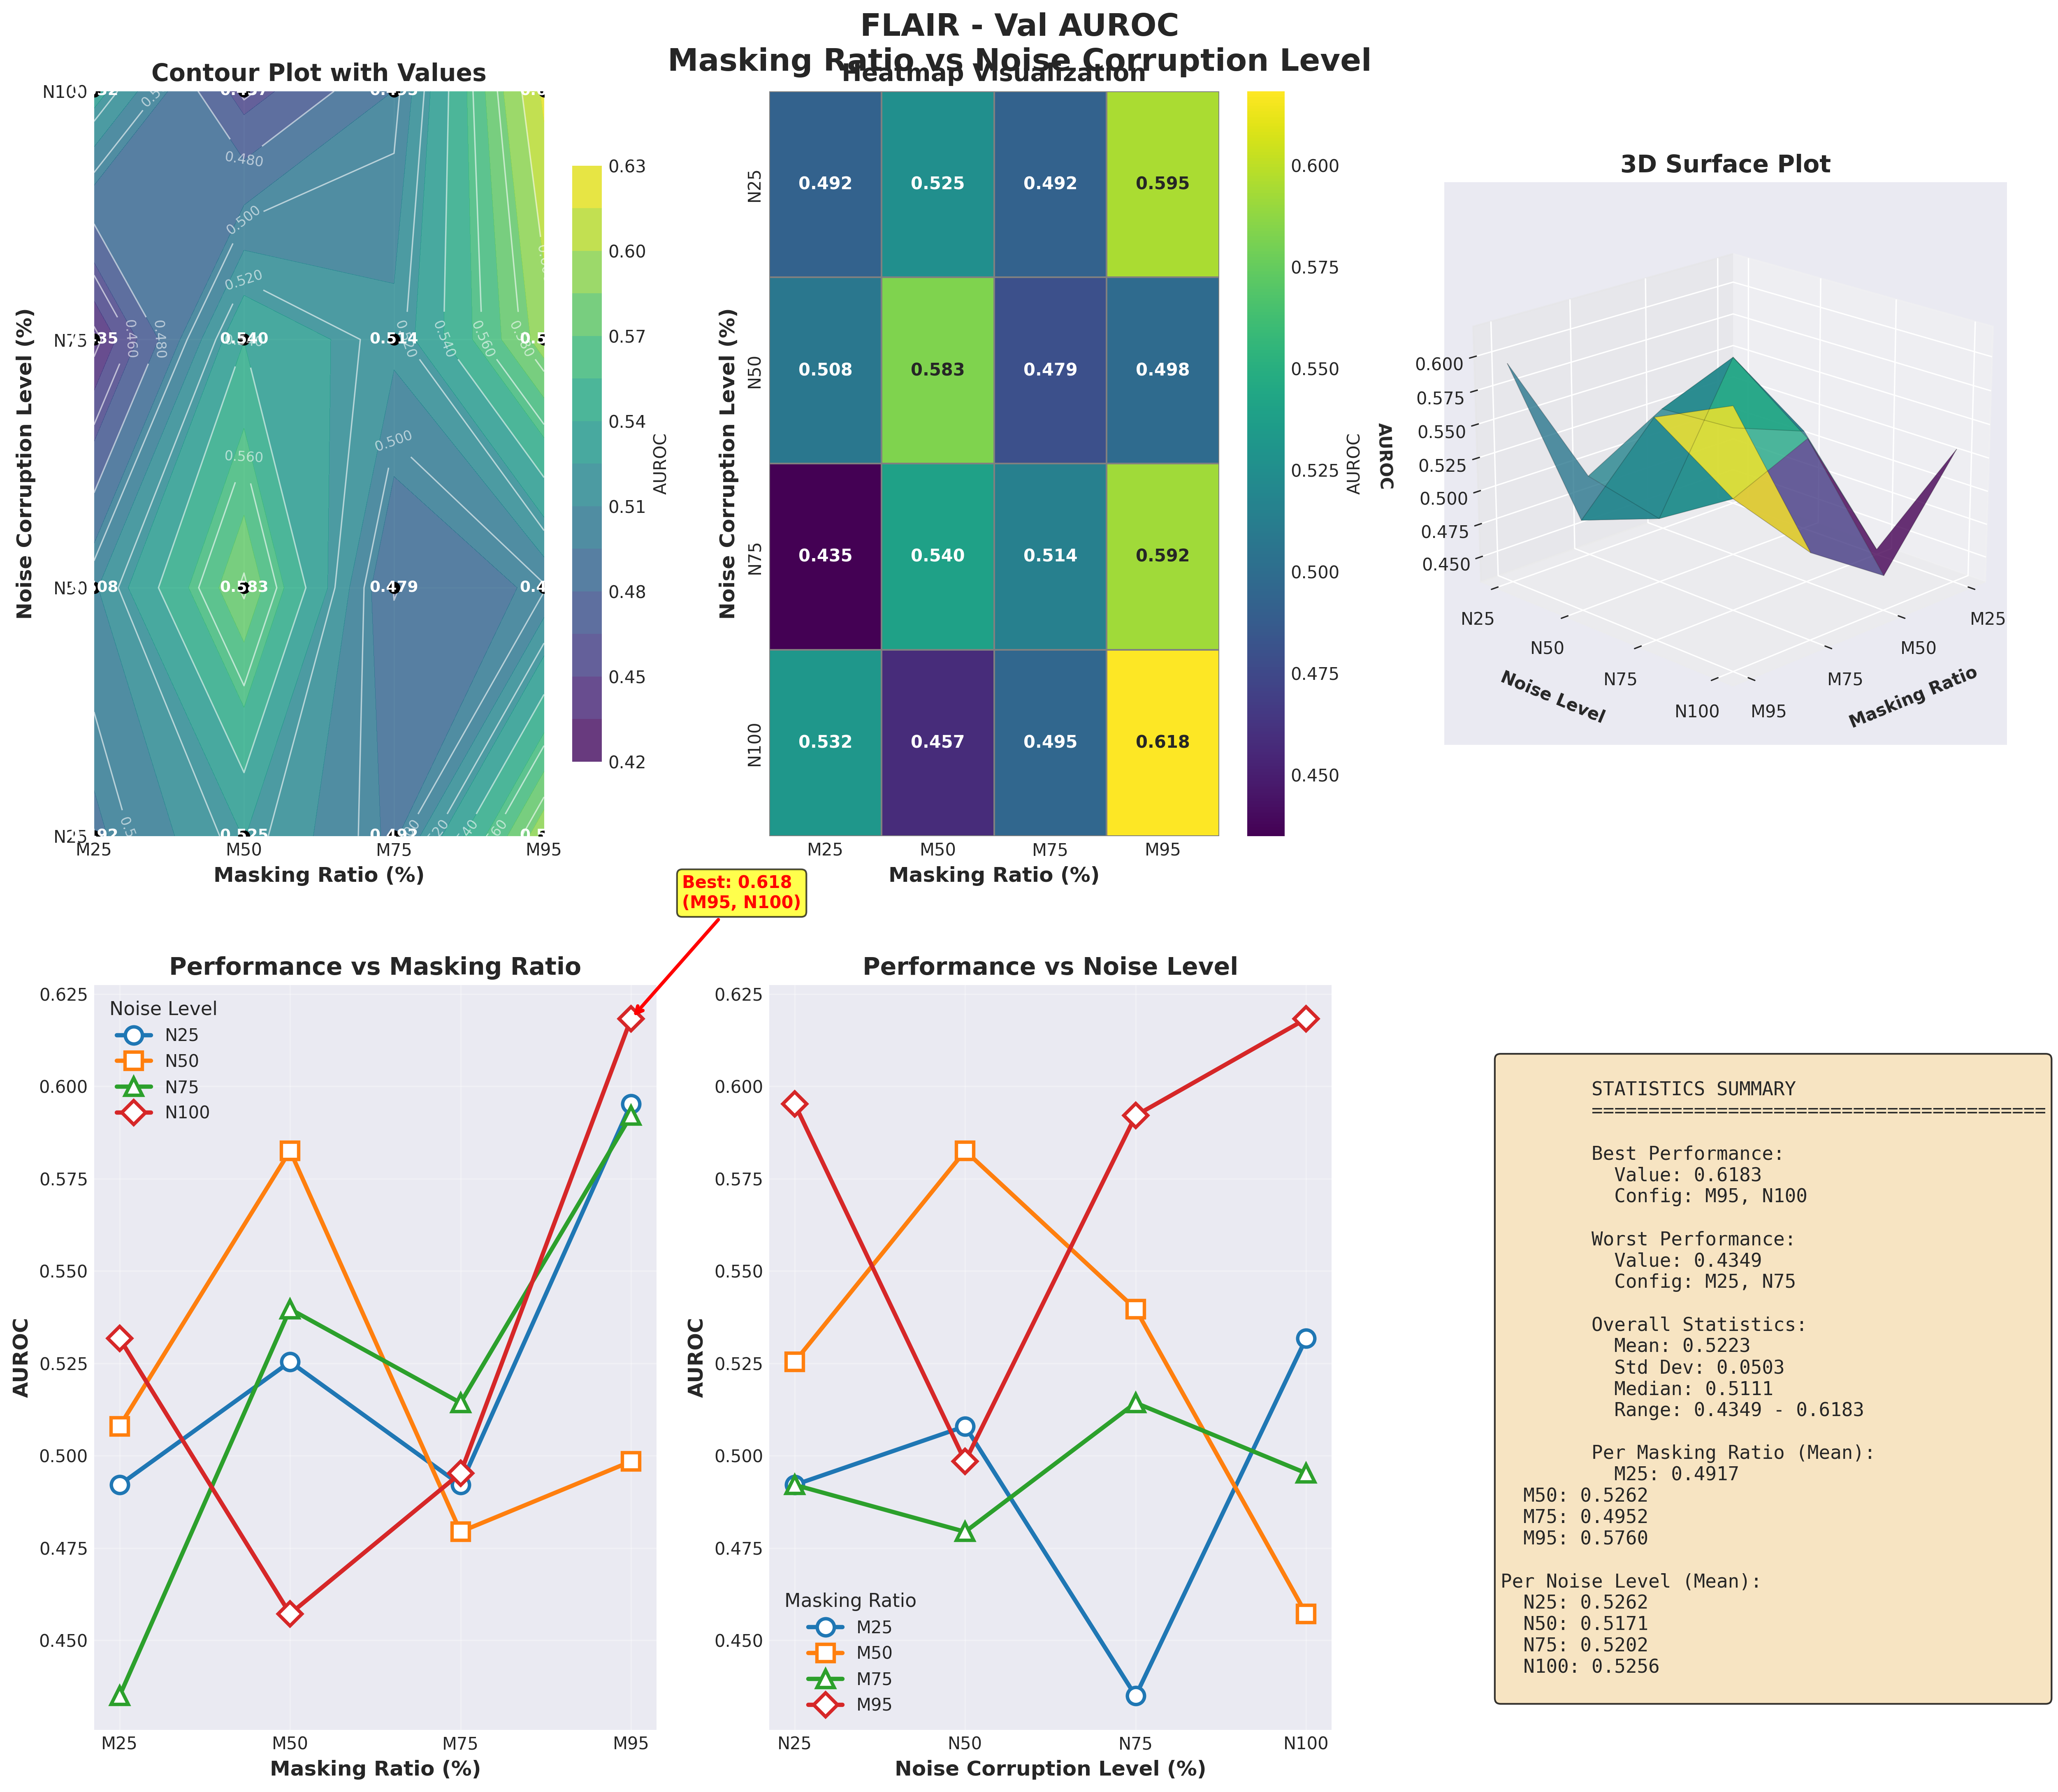 FLAIR - Val AUROC
Masking Ratio vs Noise Corruption Level
Contour Plot with Values
Noise Corruption Level (%)
N100
N75
N50
N25
0.480
0.500
0.520
0.460
0.480
0.540
0.514
0.540
0.560
0.580
0.560
0.500
0.583
0.479
0.525
0.492
M25
M50
M75
M95
Masking Ratio (%)
0.63
0.60
0.57
0.54
0.51
0.48
0.45
0.42
AUROC
Heatmap Visualization
Noise Corruption Level (%)
N25
0.492 0.525 0.492 0.595
N50
0.508 0.583 0.479 0.498
N75
0.435 0.540 0.514 0.592
N100
0.532 0.457 0.495 0.618
M25 M50 M75 M95
Masking Ratio (%)
0.600
0.575
0.550
0.525
0.500
0.475
0.450
AUROC
3D Surface Plot
AUROC
0.600
0.575
0.550
0.525
0.500
0.475
0.450
N25
N50
N75
N100
Noise Level
M95
M75
M50
M25
Masking Ratio
Best: 0.618
(M95, N100)
Performance vs Masking Ratio
AUROC
0.625
0.600
0.575
0.550
0.525
0.500
0.475
0.450
Noise Level
N25
N50
N75
N100
M25 M50 M75 M95
Masking Ratio (%)
Performance vs Noise Level
AUROC
0.625
0.600
0.575
0.550
0.525
0.500
0.475
0.450
Masking Ratio
M25
M50
M75
M95
N25 N50 N75 N100
Noise Corruption Level (%)
STATISTICS SUMMARY
========================================
Best Performance:
Value: 0.6183
Config: M95, N100
Worst Performance:
Value: 0.4349
Config: M25, N75
Overall Statistics:
Mean: 0.5223
Std Dev: 0.0503
Median: 0.5111
Range: 0.4349 - 0.6183
Per Masking Ratio (Mean):
M25: 0.4917
M50: 0.5262
M75: 0.4952
M95: 0.5760
Per Noise Level (Mean):
N25: 0.5262
N50: 0.5171
N75: 0.5202
N100: 0.5256